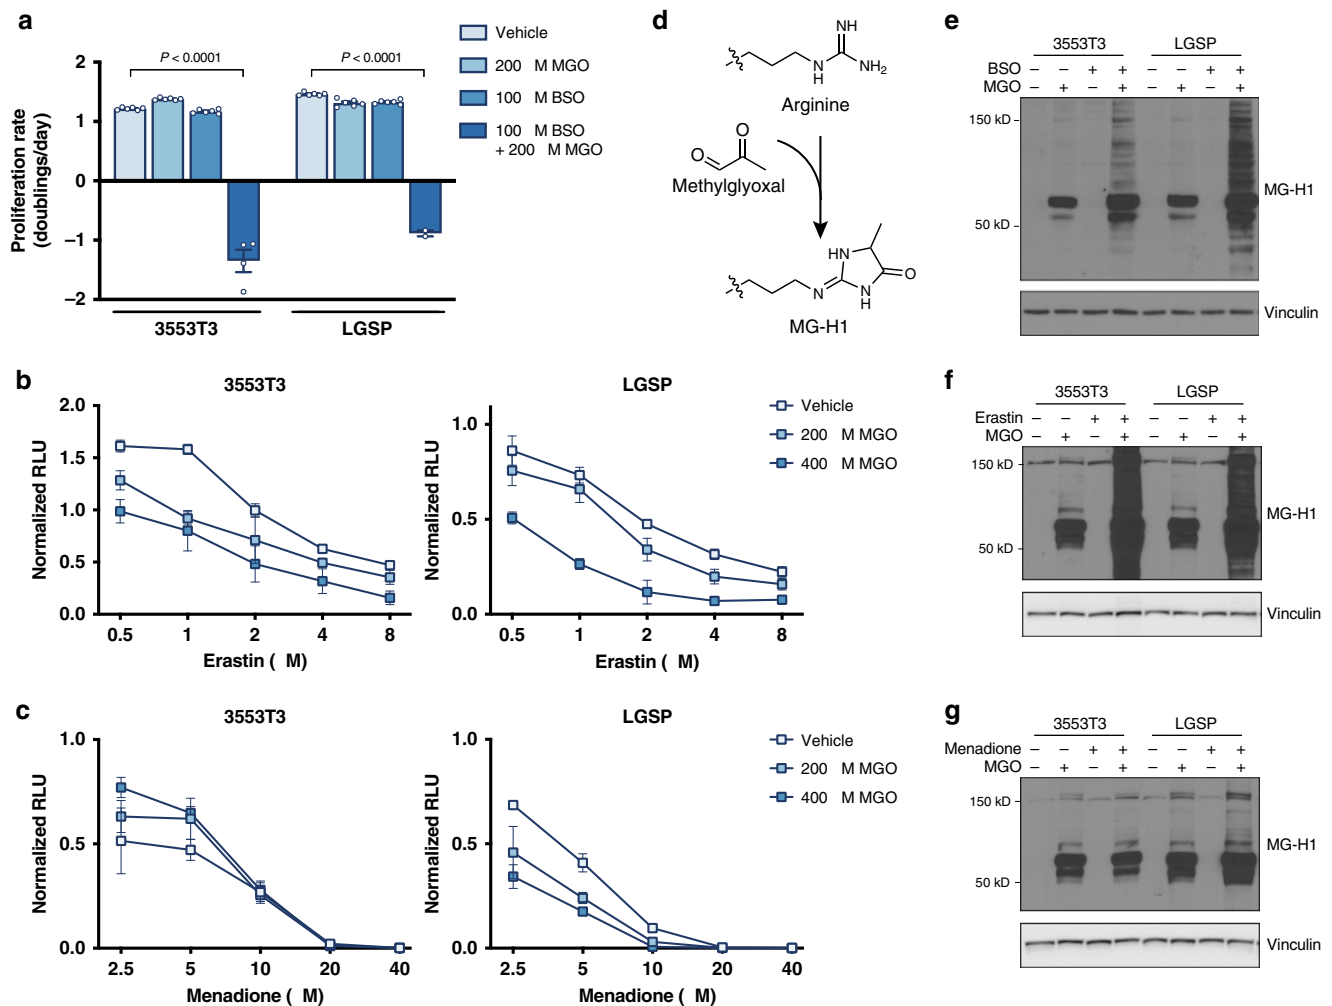 a
Vehicle
200 M MGO
100 M BSO
100 M BSO
+ 200 M MGO
P < 0.0001
P < 0.0001
2
1
0
–1
–2
Proliferation rate
(doublings/day)
3553T3
LGSP
b
3553T3
LGSP
Vehicle
200 M MGO
400 M MGO
2.0
1.5
1.0
0.5
0.0
Normalized RLU
0.5 1 2 4 8
Erastin ( M)
1.0
0.5
0.0
Normalized RLU
0.5 1 2 4 8
Erastin ( M)
c
3553T3
LGSP
Vehicle
200 M MGO
400 M MGO
1.0
0.5
0.0
Normalized RLU
2.5 5 10 20 40
Menadione ( M)
1.0
0.5
0.0
Normalized RLU
2.5 5 10 20 40
Menadione ( M)
d
NH
N
H
NH2
Arginine
O
O
Methylglyoxal
HN
N
N
H
O
MG-H1
e
3553T3 LGSP
BSO – – + + – – + +
MGO – + – + – + – +
150 kD
50 kD
MG-H1
Vinculin
f
3553T3 LGSP
Erastin – – + + – – + +
MGO – + – + – + – +
150 kD
50 kD
MG-H1
Vinculin
g
3553T3 LGSP
Menadione – – + + – – + +
MGO – + – + – + – +
150 kD
50 kD
MG-H1
Vinculin